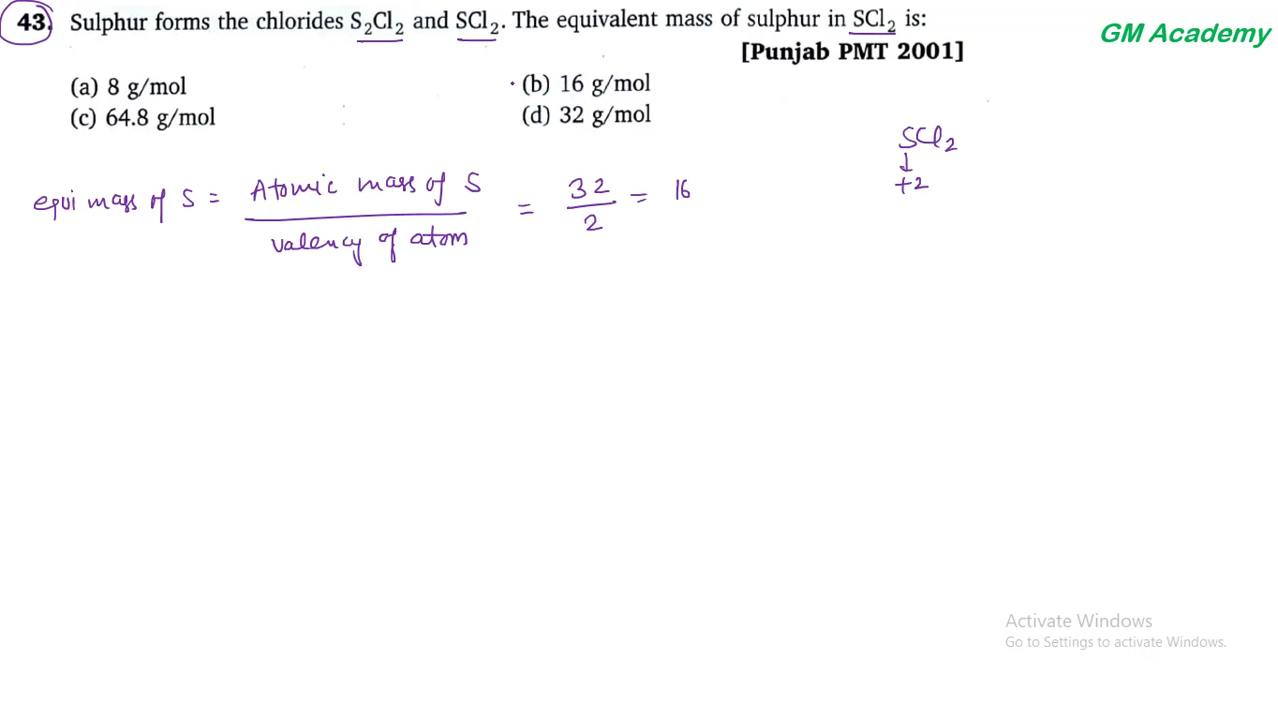 43. Sulphur forms the chlorides S₂Cl₂ and SCl₂. The equivalent mass of sulphur in SCl₂ is:
GM Academy
[Punjab PMT 2001]
(a) 8 g/mol
(b) 16 g/mol
(c) 64.8 g/mol
(d) 32 g/mol
SCl₂
↓
+2
equi mass of S = Atomic mass of S / valency of atom = 32/2 = 16
Activate Windows
Go to Settings to activate Windows.